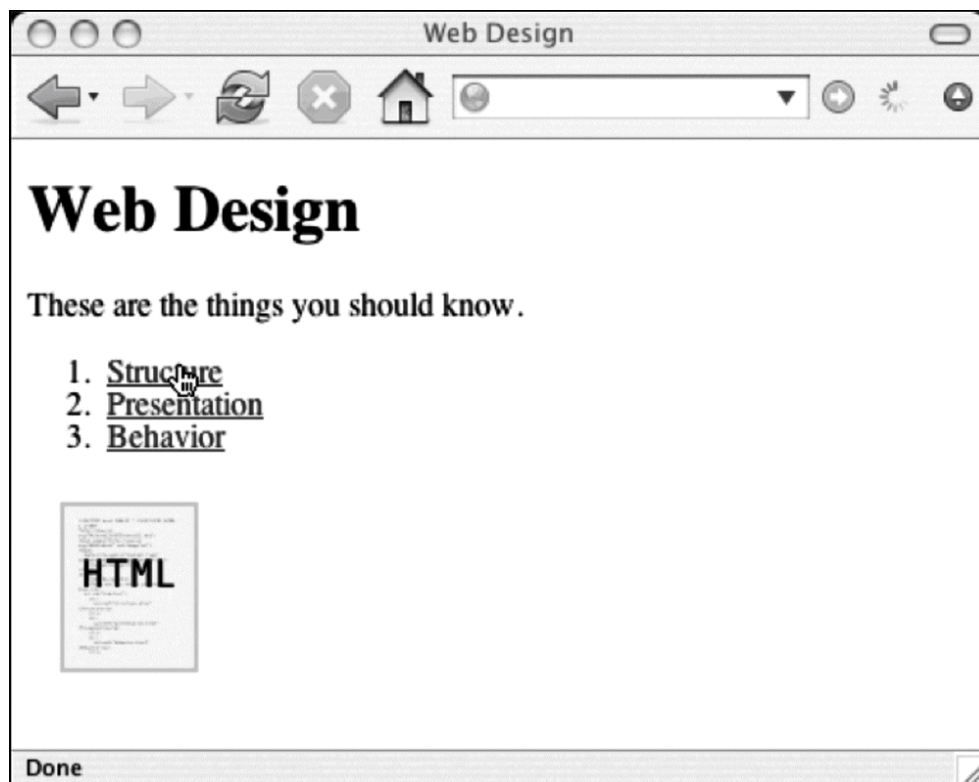 Web Design
Web Design
These are the things you should know.
1. Structure
2. Presentation
3. Behavior
HTML
Done